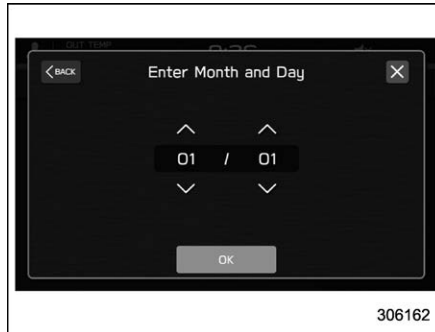 OUT TEMP
BACK
Enter Month and Day
01 / 01
OK
306162